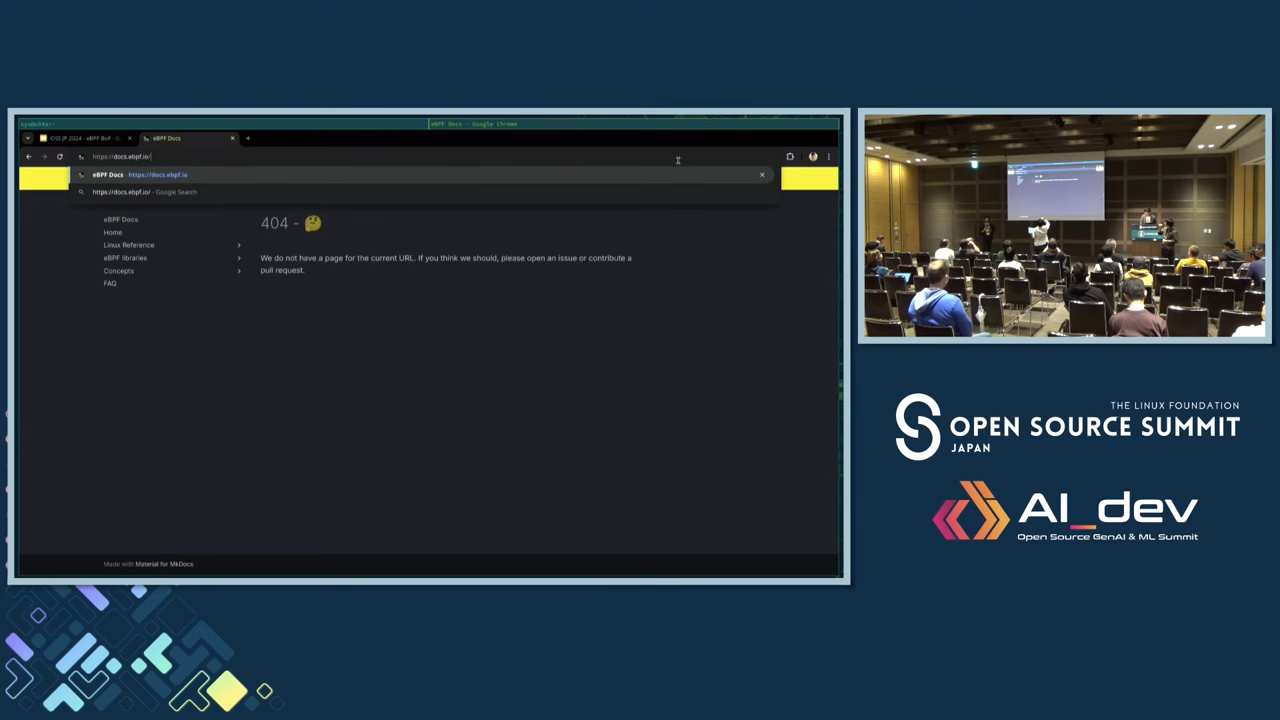 eBPF Docs - Google Chrome
OSS JP 2024 - eBPF BoF - G
eBPF Docs
https://docs.ebpf.io/
eBPF Docs - https://docs.ebpf.io
https://docs.ebpf.io/ - Google Search
eBPF Docs
Home
Linux Reference
eBPF libraries
Concepts
FAQ
404 - 🤔
We do not have a page for the current URL. If you think we should, please open an issue or contribute a
pull request.
Made with Material for MkDocs
THE LINUX FOUNDATION
OPEN SOURCE SUMMIT
JAPAN
AI_dev
Open Source GenAI & ML Summit